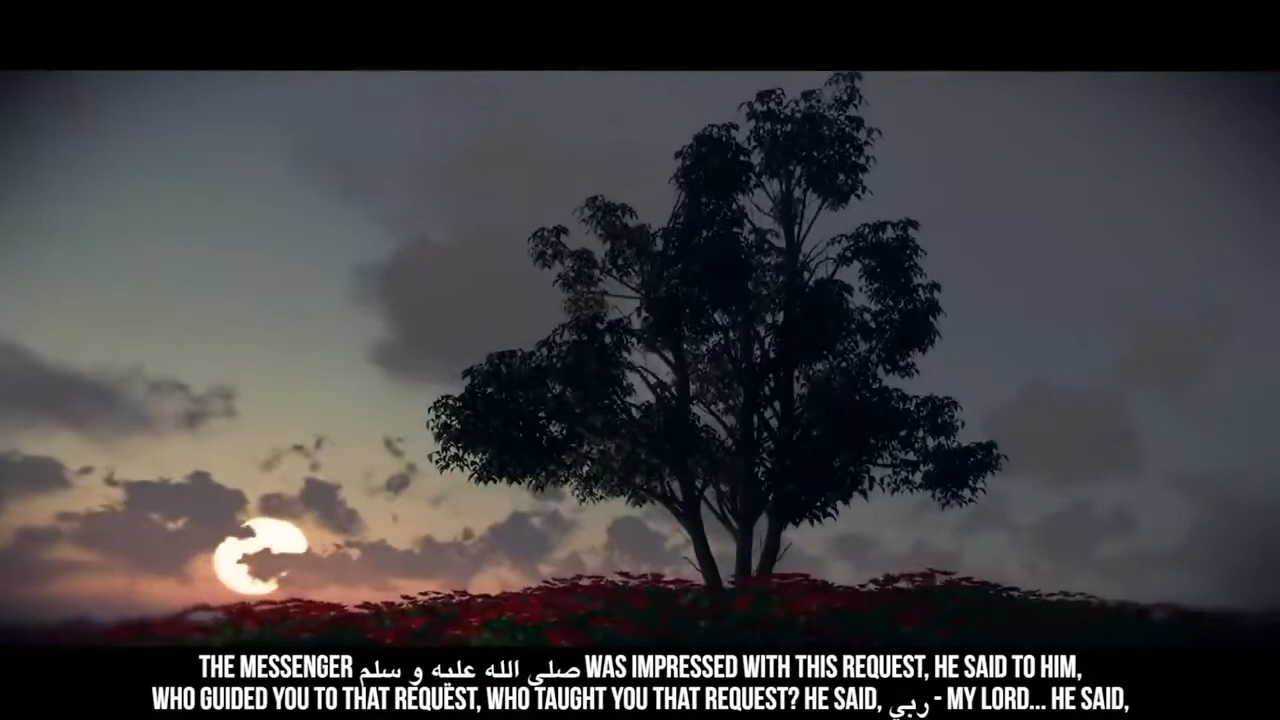 THE MESSENGER صلى الله عليه و سلم WAS IMPRESSED WITH THIS REQUEST, HE SAID TO HIM,
WHO GUIDED YOU TO THAT REQUEST, WHO TAUGHT YOU THAT REQUEST? HE SAID, ربي - MY LORD... HE SAID,